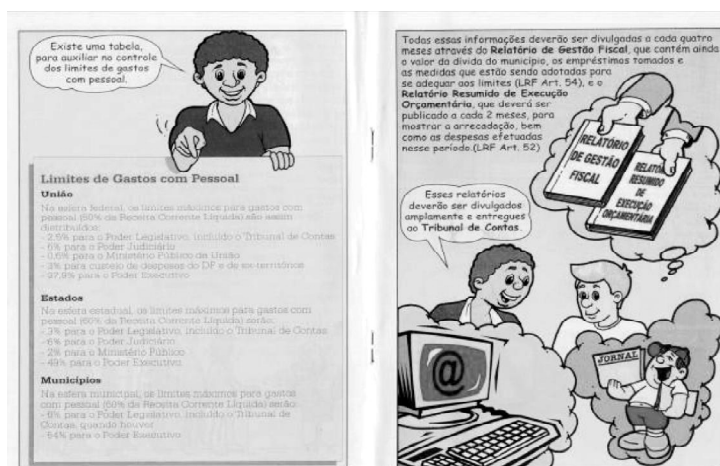 Existe uma tabela,
para auxiliar no controle
dos limites de gastos
com pessoal.
Limites de Gastos com Pessoal
União
Na esfera federal, os limites máximos para gastos com
pessoal (50% da Receita Corrente Líquida) são assim
distribuídos:
- 2,5% para o Poder Legislativo, incluído o Tribunal de Contas
- 6% para o Poder Judiciário
- 0,6% para o Ministério Público da União
- 3% para custeio de despesas do DF e de ex-territórios
- 37,9% para o Poder Executivo
Estados
Na esfera estadual, os limites máximos para gastos com
pessoal (60% da Receita Corrente Líquida) serão:
- 3% para o Poder Legislativo, incluído o Tribunal de Contas
- 6% para o Poder Judiciário
- 2% para o Ministério Público
- 49% para o Poder Executivo.
Municípios
Na esfera municipal, os limites máximos para gastos
com pessoal (60% da Receita Corrente Líquida) serão:
- 6% para o Poder Legislativo, incluído o Tribunal de
Contas, quando houver
- 54% para o Poder Executivo
Todas essas informações deverão ser divulgadas a cada quatro
meses através do Relatório de Gestão Fiscal, que contém ainda
o valor da dívida do município, os empréstimos tomados e
as medidas que estão sendo adotadas para
se adequar aos limites (LRF Art. 54), e o
Relatório Resumido de Execução
Orçamentária, que deverá ser
publicado a cada 2 meses, para
mostrar a arrecadação, bem
como as despesas efetuadas
nesse período.(LRF Art. 52)
RELATÓRIO
DE GESTÃO
FISCAL
RELATÓ
RESUMIDO
DE
EXECUÇÃO
ORÇAMENTÁRIA
Esses relatórios
deverão ser divulgados
amplamente e entregues
ao Tribunal de Contas.
@
JORNAL